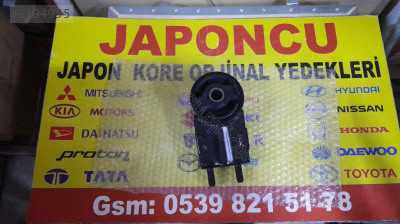 JAPONCU
JAPON KORE ORJİNAL YEDEKLERİ
MITSUBISHI
HYUNDAI
KIA MOTORS
NISSAN
DAIHATSU
HONDA
proton
DAEWOO
TATA
TOYOTA
Gsm: 0539 821 51 78